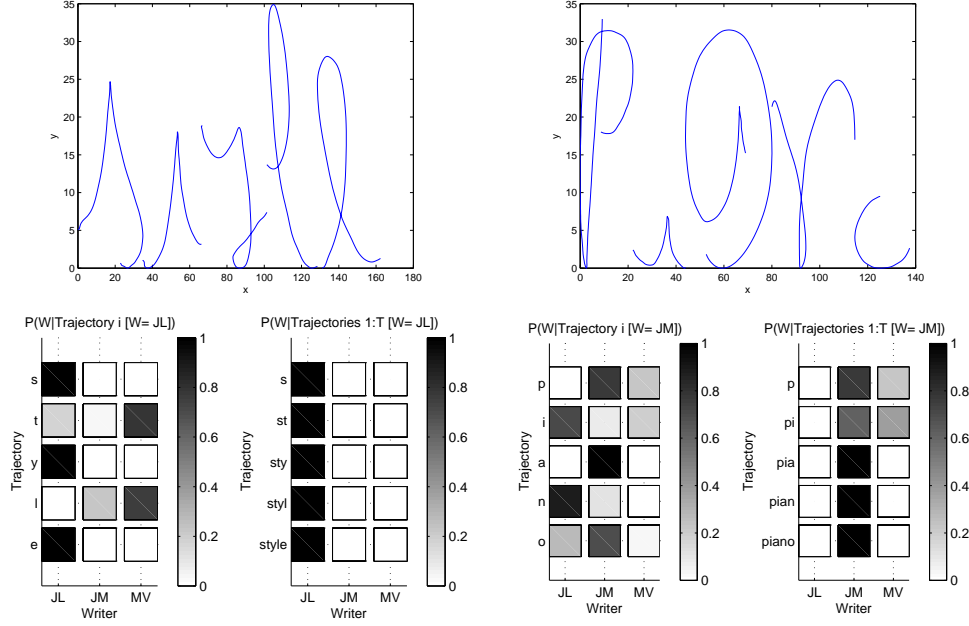 35
30
25
20
15
10
5
0
y
0 20 40 60 80 100 120 140 160 180
x
35
30
25
20
15
10
5
0
y
0 20 40 60 80 100 120 140
x
P(W|Trajectory i [W= JL])
s
t
y
l
e
Trajectory
JL JM MV
Writer
1
0.8
0.6
0.4
0.2
0
P(W|Trajectories 1:T [W= JL])
s
st
sty
styl
style
Trajectory
JL JM MV
Writer
1
0.8
0.6
0.4
0.2
0
P(W|Trajectory i [W= JM])
p
i
a
n
o
Trajectory
JL JM MV
Writer
1
0.8
0.6
0.4
0.2
0
P(W|Trajectories 1:T [W= JM])
p
pi
pia
pian
piano
Trajectory
JL JM MV
Writer
1
0.8
0.6
0.4
0.2
0